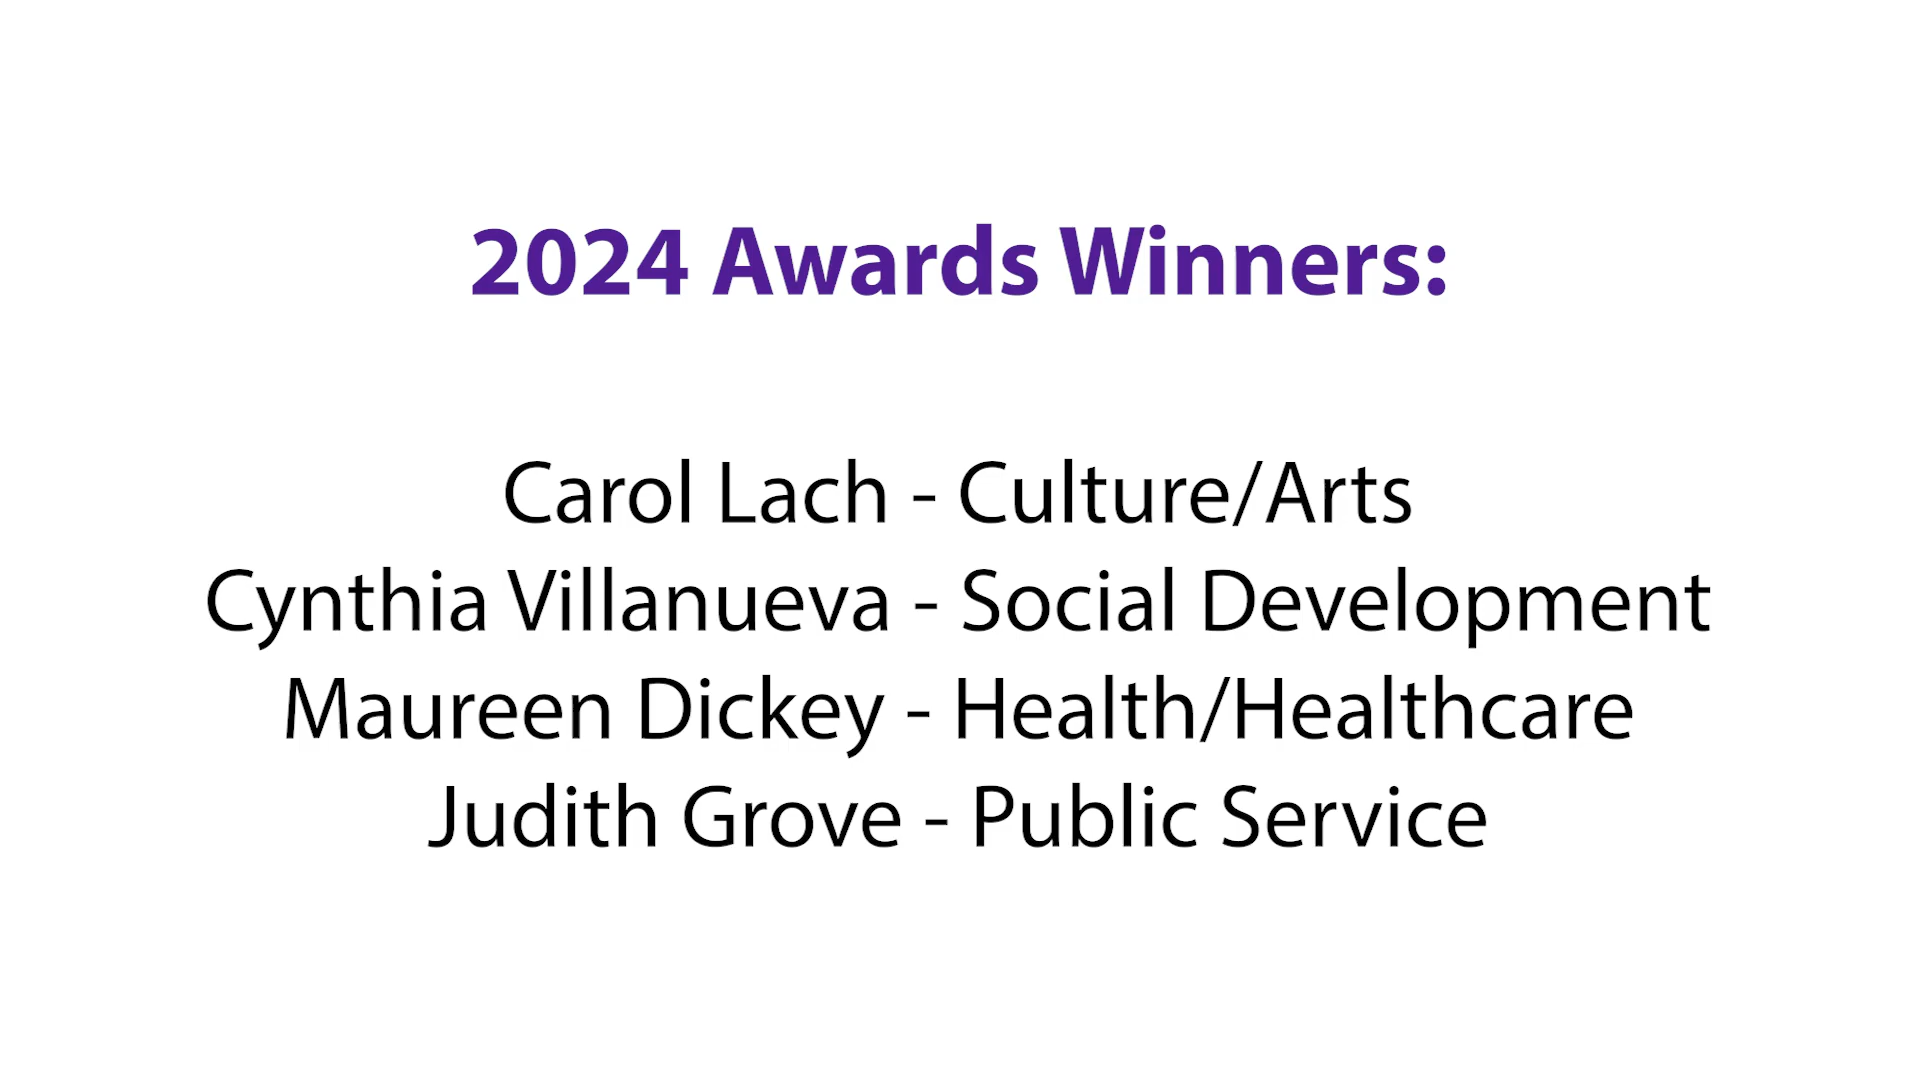 2024 Awards Winners:
Carol Lach - Culture/Arts
Cynthia Villanueva - Social Development
Maureen Dickey - Health/Healthcare
Judith Grove - Public Service